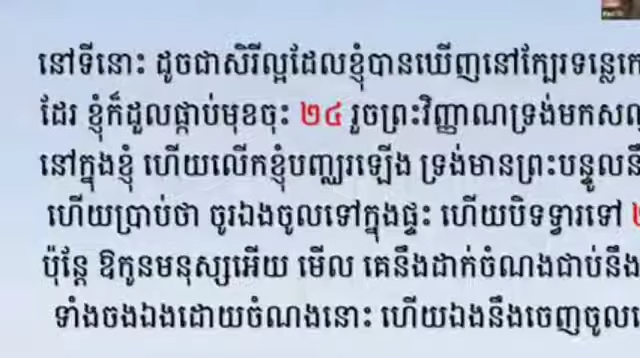 នៅទីនោះ ដូចជាសិរីល្អដែលខ្ញុំបានឃើញនៅក្បែរទន្លេកេ
ដែរ ខ្ញុំក៏ដួលផ្កាប់មុខចុះ ២៤ រួចព្រះវិញ្ញាណទ្រង់មកសណ្
នៅក្នុងខ្ញុំ ហើយលើកខ្ញុំបញ្ឈរឡើង ទ្រង់មានព្រះបន្ទូលនឹ
ហើយប្រាប់ថា ចូរឯងចូលទៅក្នុងផ្ទះ ហើយបិទទ្វារទៅ
ប៉ុន្តែ ឱកូនមនុស្សអើយ មើល គេនឹងដាក់ចំណងជាប់នឹង
ទាំងចងឯងដោយចំណងនោះ ហើយឯងនឹងចេញចូល